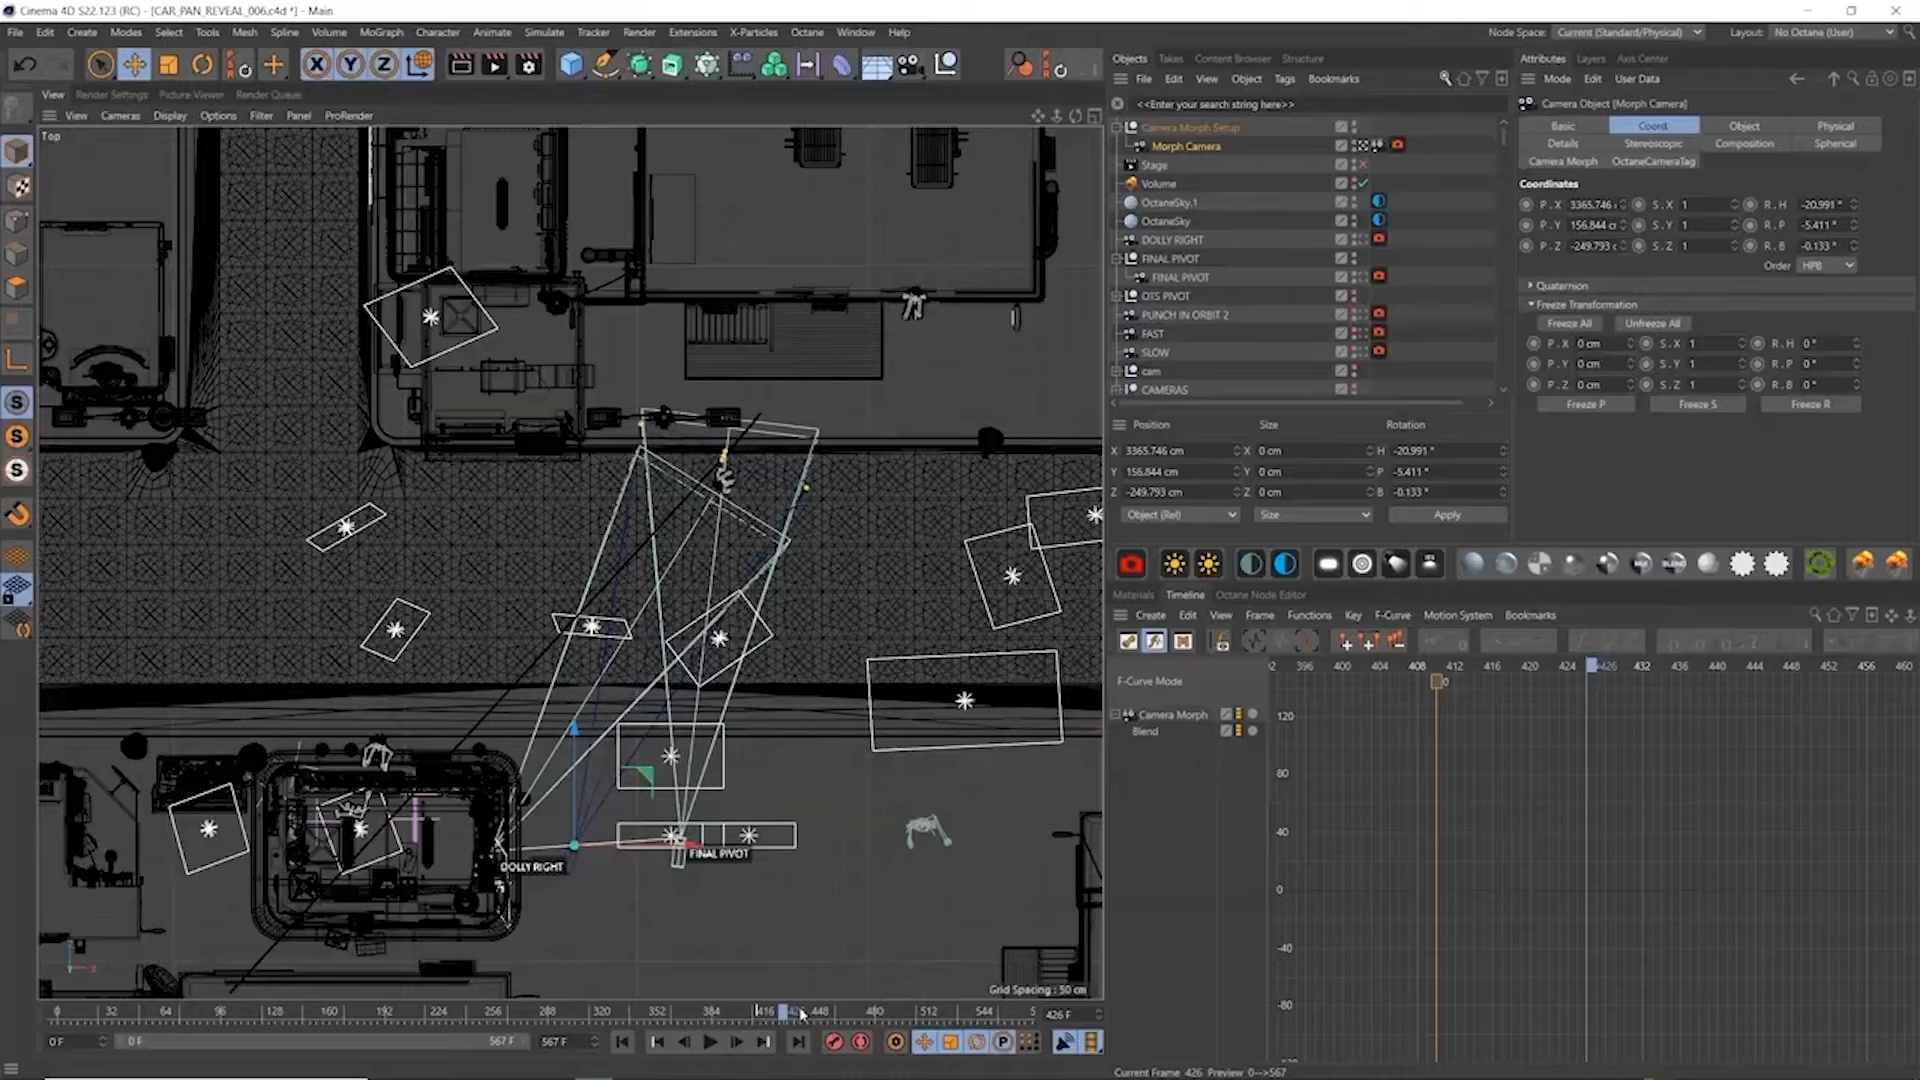 Cinema 4D S22.123 (RC) - [CAR_PAN_REVEAL_006.c4d *] - Main
File Edit Create Modes Select Tools Mesh Spline Volume MoGraph Character Animate Simulate Tracker Render Extensions X-Particles Octane Window Help
Node Space: Current (Standard/Physical) Layout: No Octane (User)
View Render Settings Picture Viewer Render Queue
View Cameras Display Options Filter Panel ProRender
Top
DOLLY RIGHT
FINAL PIVOT
Grid Spacing : 50 cm
0 32 64 96 128 160 192 224 256 288 320 352 384 416 448 480 512 544 5 426 F
0 F 0 F 567 F 567 F
Objects Takes Content Browser Structure
File Edit View Object Tags Bookmarks
<<Enter your search string here>>
Camera Morph Setup
Morph Camera
Stage
Volume
OctaneSky.1
OctaneSky
DOLLY RIGHT
FINAL PIVOT
FINAL PIVOT
OTS PIVOT
PUNCH IN ORBIT 2
FAST
SLOW
cam
CAMERAS
Position Size Rotation
X 3365.746 cm X 0 cm H -20.991 °
Y 156.844 cm Y 0 cm P -5.411 °
Z -249.793 cm Z 0 cm B -0.133 °
Object (Rel) Size Apply
Attributes Layers Axis Center
Mode Edit User Data
Camera Object [Morph Camera]
Basic Coord. Object Physical
Details Stereoscopic Composition Spherical
Camera Morph OctaneCameraTag
Coordinates
P . X 3365.746 S . X 1 R . H -20.991 °
P . Y 156.844 c S . Y 1 R . P -5.411 °
P . Z -249.793 c S . Z 1 R . B -0.133 °
Order HPB
Quaternion
Freeze Transformation
Freeze All Unfreeze All
P . X 0 cm S . X 1 R . H 0 °
P . Y 0 cm S . Y 1 R . P 0 °
P . Z 0 cm S . Z 1 R . B 0 °
Freeze P Freeze S Freeze R
Materials Timeline Octane Node Editor
Create Edit View Frame Functions Key F-Curve Motion System Bookmarks
396 400 404 408 412 416 420 424 426 432 436 440 444 448 452 456 460
F-Curve Mode 0
Camera Morph
Blend
120
80
40
0
-40
-80
Current Frame 426 Preview 0-->567